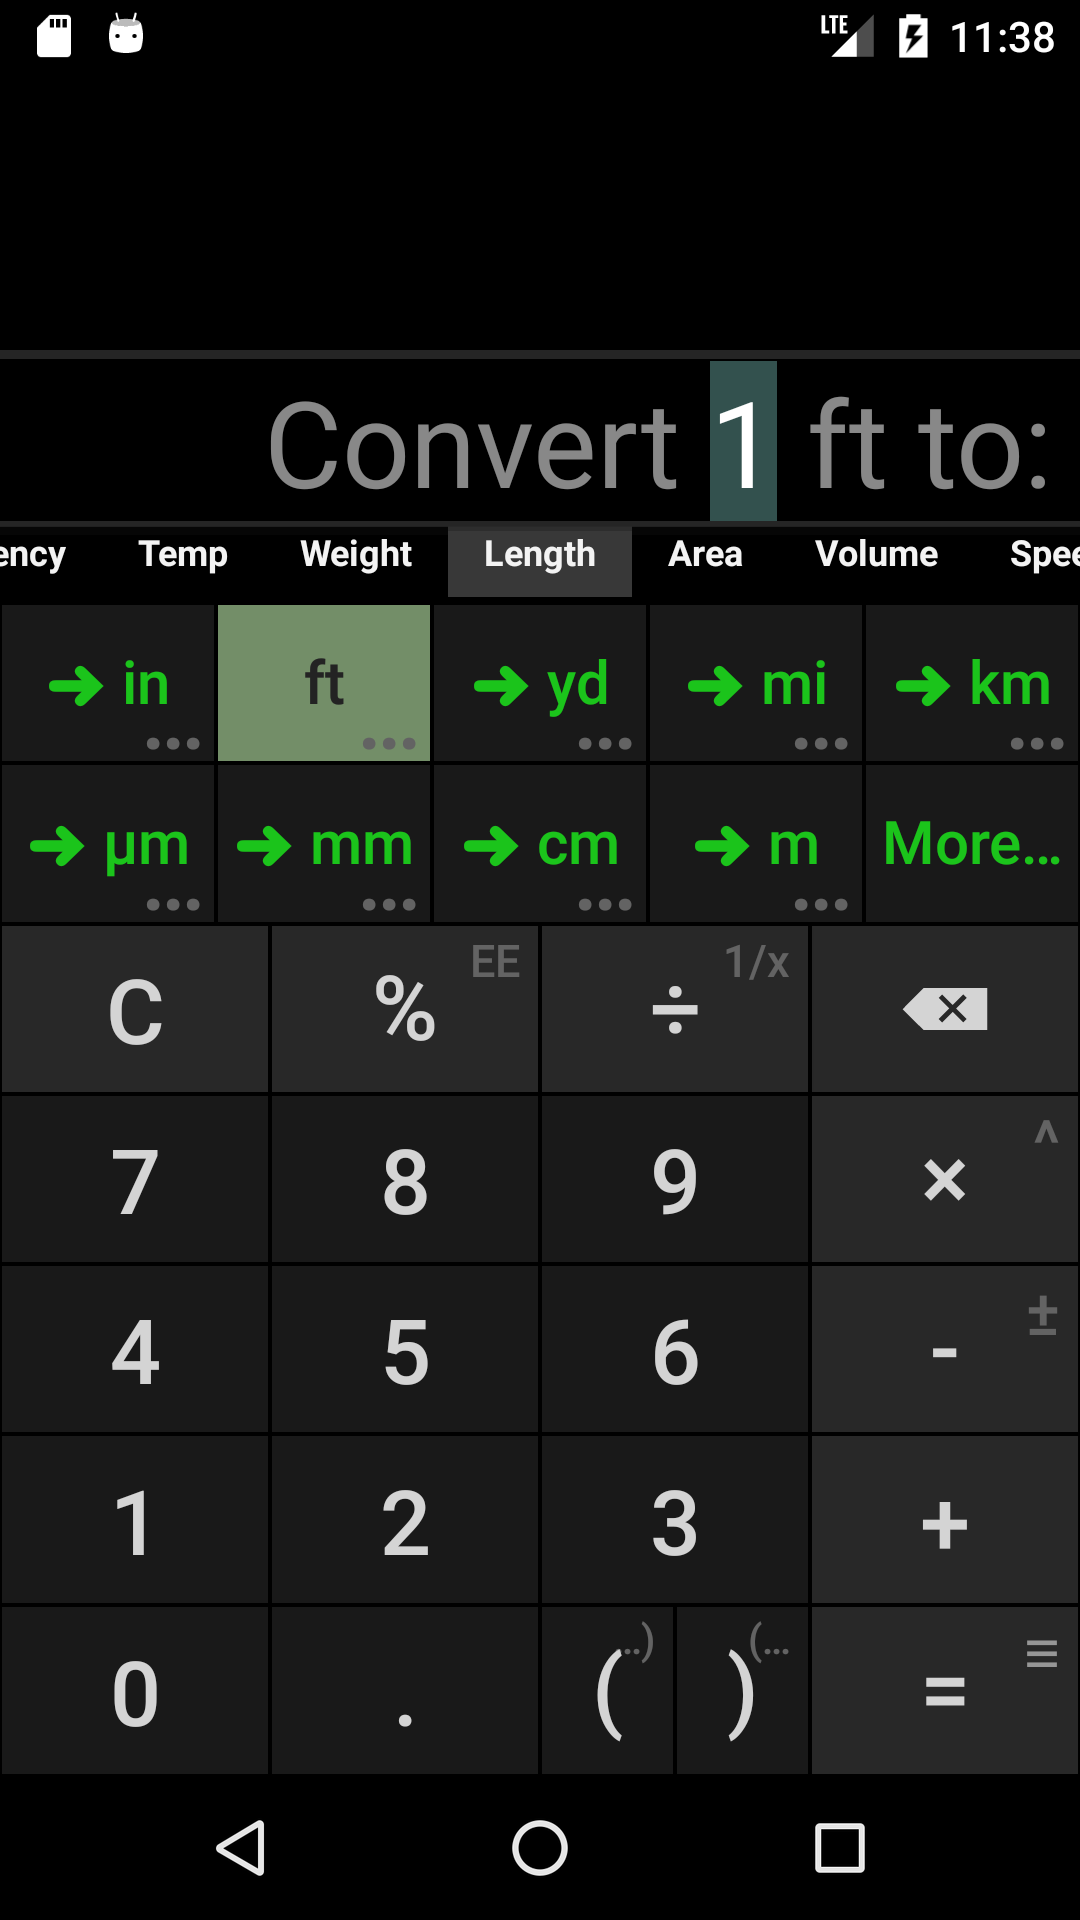 LTE 11:38
Convert 1 ft to:
ency Temp Weight Length Area Volume Spee
in ft yd mi km
µm mm cm m More...
C % EE ÷ 1/x
7 8 9 × ^
4 5 6 - ±
1 2 3 +
0 . ( ..) ) (... =